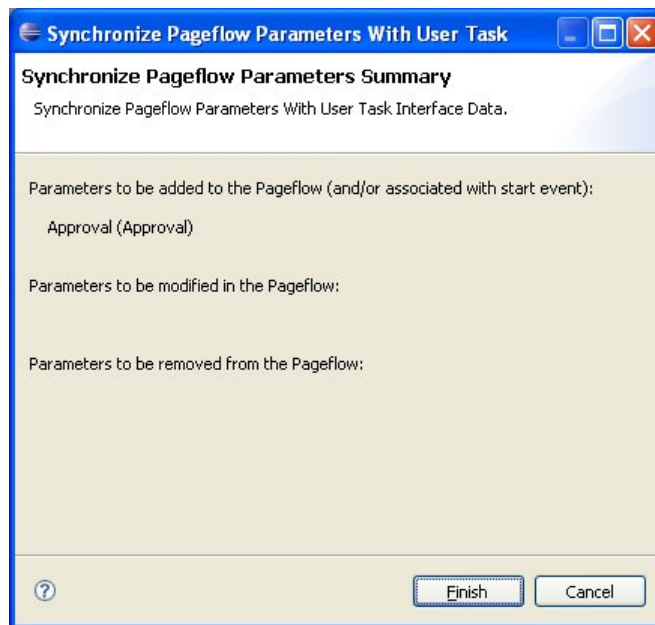 Synchronize Pageflow Parameters With User Task
Synchronize Pageflow Parameters Summary
Synchronize Pageflow Parameters With User Task Interface Data.
Parameters to be added to the Pageflow (and/or associated with start event):
Approval (Approval)
Parameters to be modified in the Pageflow:
Parameters to be removed from the Pageflow:
?
Finish
Cancel